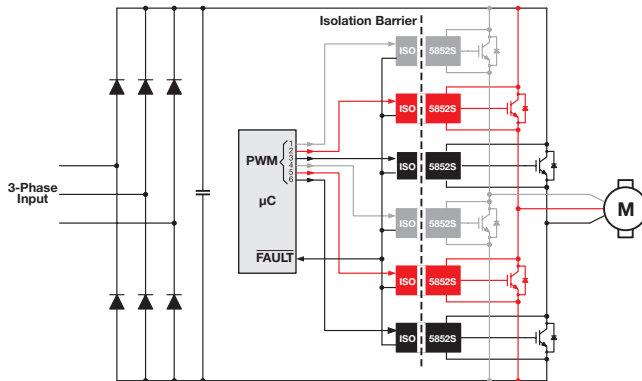 Isolation Barrier
ISO 5852S
ISO 5852S
1
2
3
4
5
6
PWM
ISO 5852S
3-Phase
Input
µC
M
ISO 5852S
FAULT
ISO 5852S
ISO 5852S